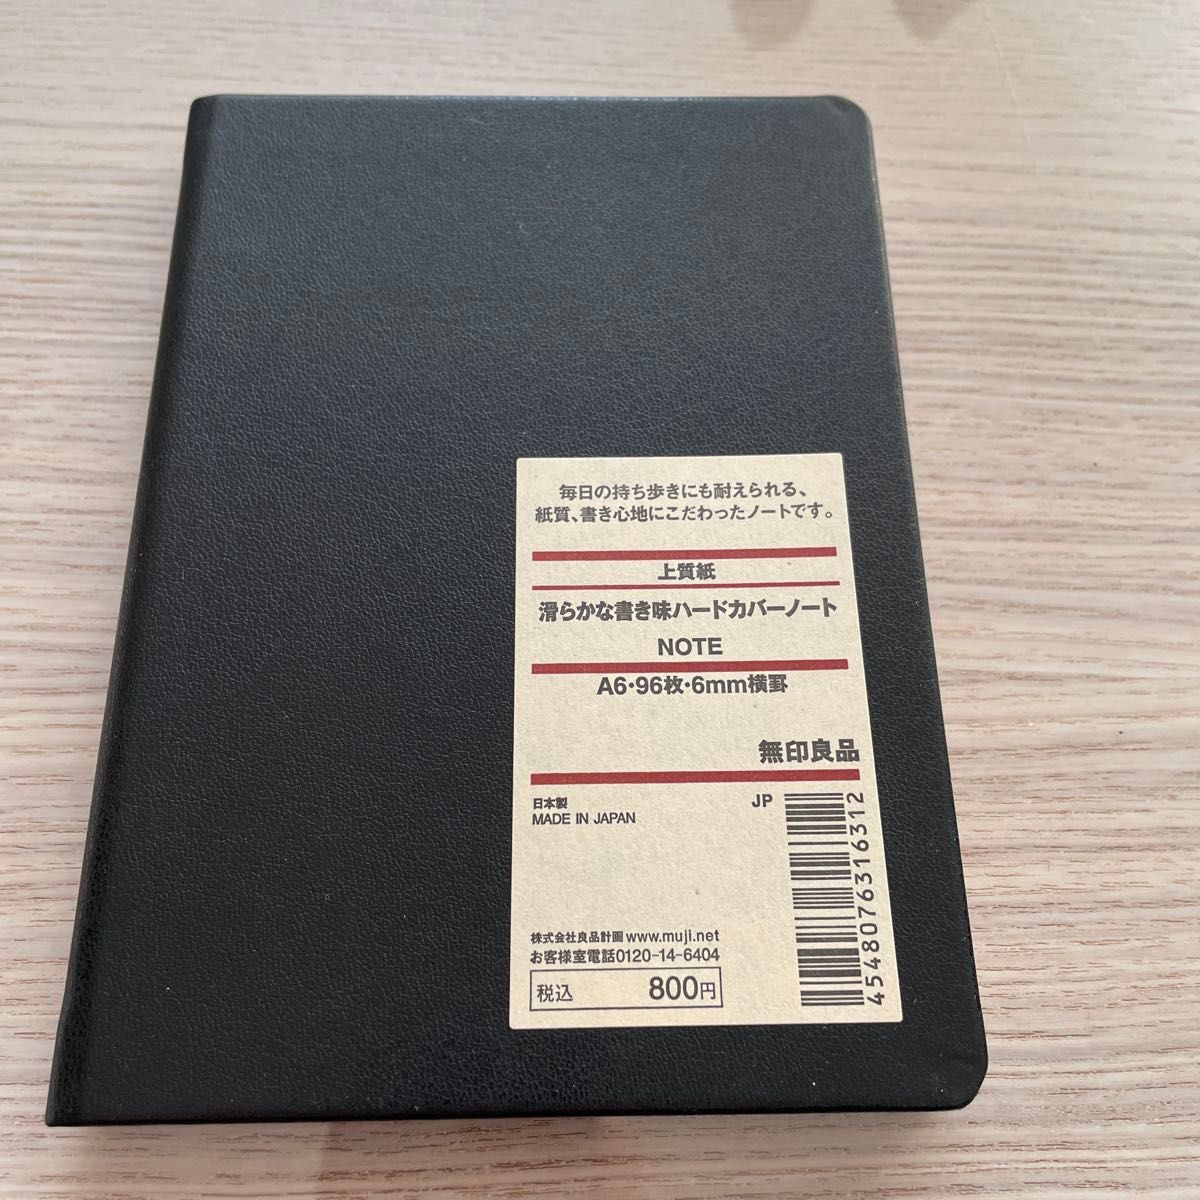 毎日の持ち歩きにも耐えられる、
紙質、書き心地にこだわったノートです。
上質紙
滑らかな書き味ハードカバーノート
NOTE
A6・96枚・6mm横罫
無印良品
日本製
MADE IN JAPAN
JP
4548076316312
株式会社良品計画 www.muji.net
お客様室電話0120-14-6404
税込 800円